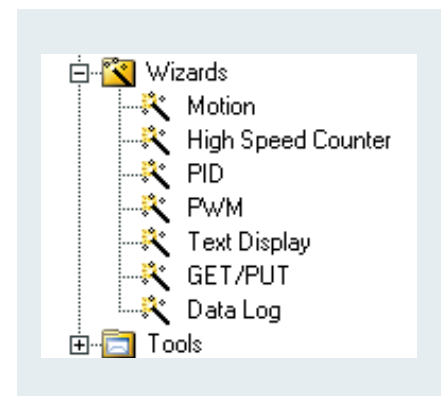 Wizards
Motion
High Speed Counter
PID
PWM
Text Display
GET/PUT
Data Log
Tools